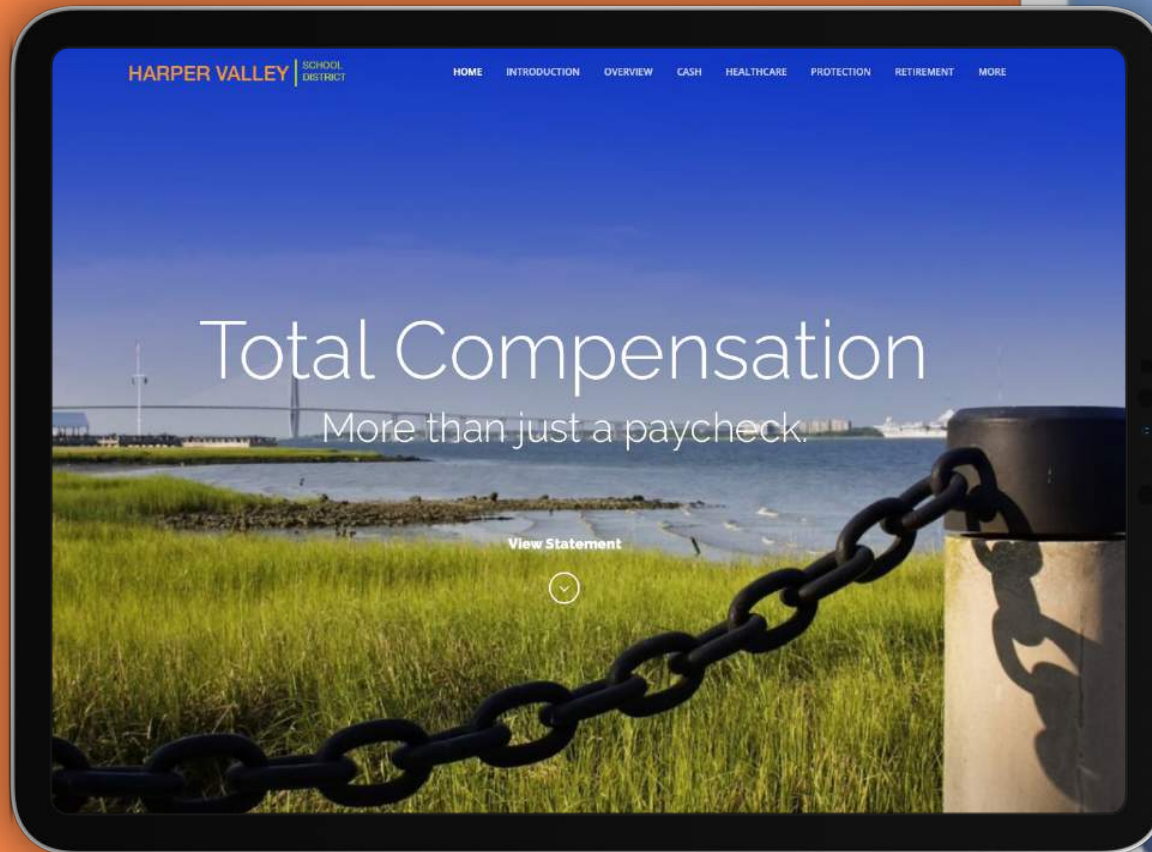 HARPER VALLEY
SCHOOL
DISTRICT
HOME INTRODUCTION OVERVIEW CASH HEALTHCARE PROTECTION RETIREMENT MORE
Total Compensation
More than just a paycheck.
View Statement